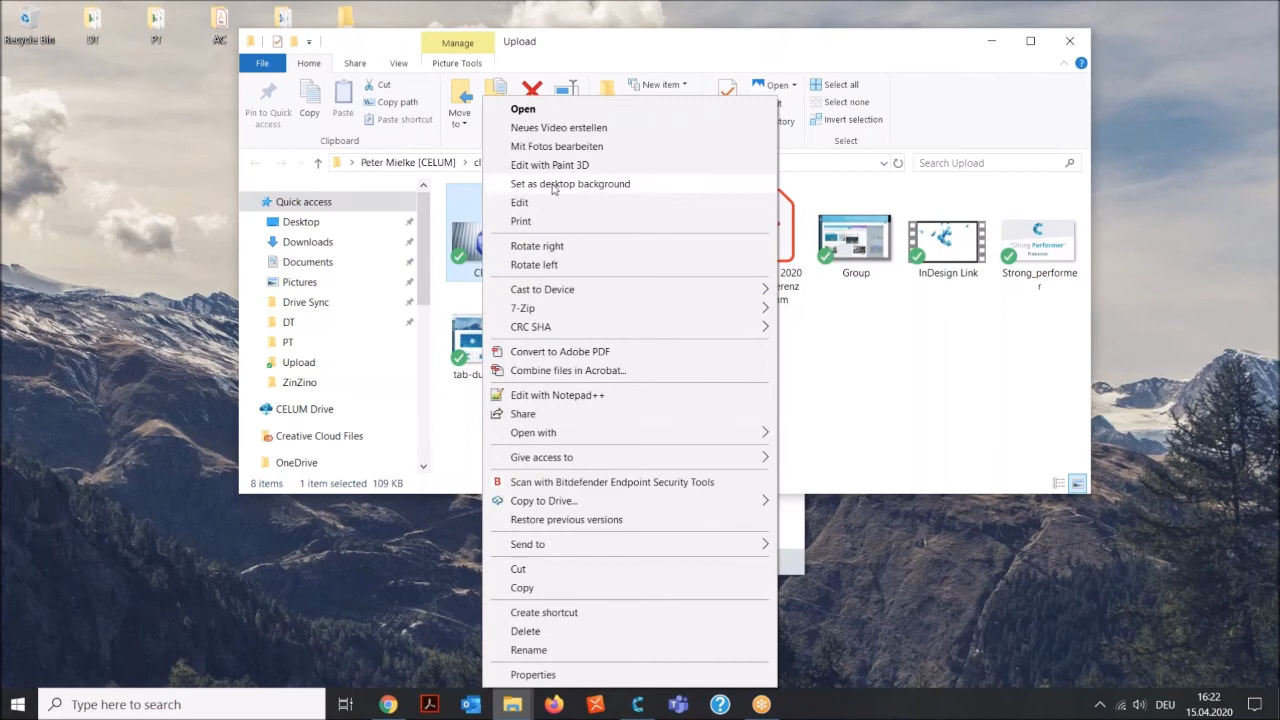 Recycle Bin
DT
PT
AC
Manage
Upload
File
Home
Share
View
Picture Tools
Pin to Quick
access
Copy
Paste
Cut
Copy path
Paste shortcut
Clipboard
Move
to
New item
Open
Select all
Select none
Invert selection
Select
Peter Mielke [CELUM]
Search Upload
Quick access
Desktop
Downloads
Documents
Pictures
Drive Sync
DT
PT
Upload
ZinZino
CELUM Drive
Creative Cloud Files
OneDrive
8 items
1 item selected
109 KB
Group
InDesign Link
Strong_performe
r
"Strong Performer"
Open
Neues Video erstellen
Mit Fotos bearbeiten
Edit with Paint 3D
Set as desktop background
Edit
Print
Rotate right
Rotate left
Cast to Device
7-Zip
CRC SHA
Convert to Adobe PDF
Combine files in Acrobat...
Edit with Notepad++
Share
Open with
Give access to
Scan with Bitdefender Endpoint Security Tools
Copy to Drive...
Restore previous versions
Send to
Cut
Copy
Create shortcut
Delete
Rename
Properties
Type here to search
DEU
16:22
15.04.2020